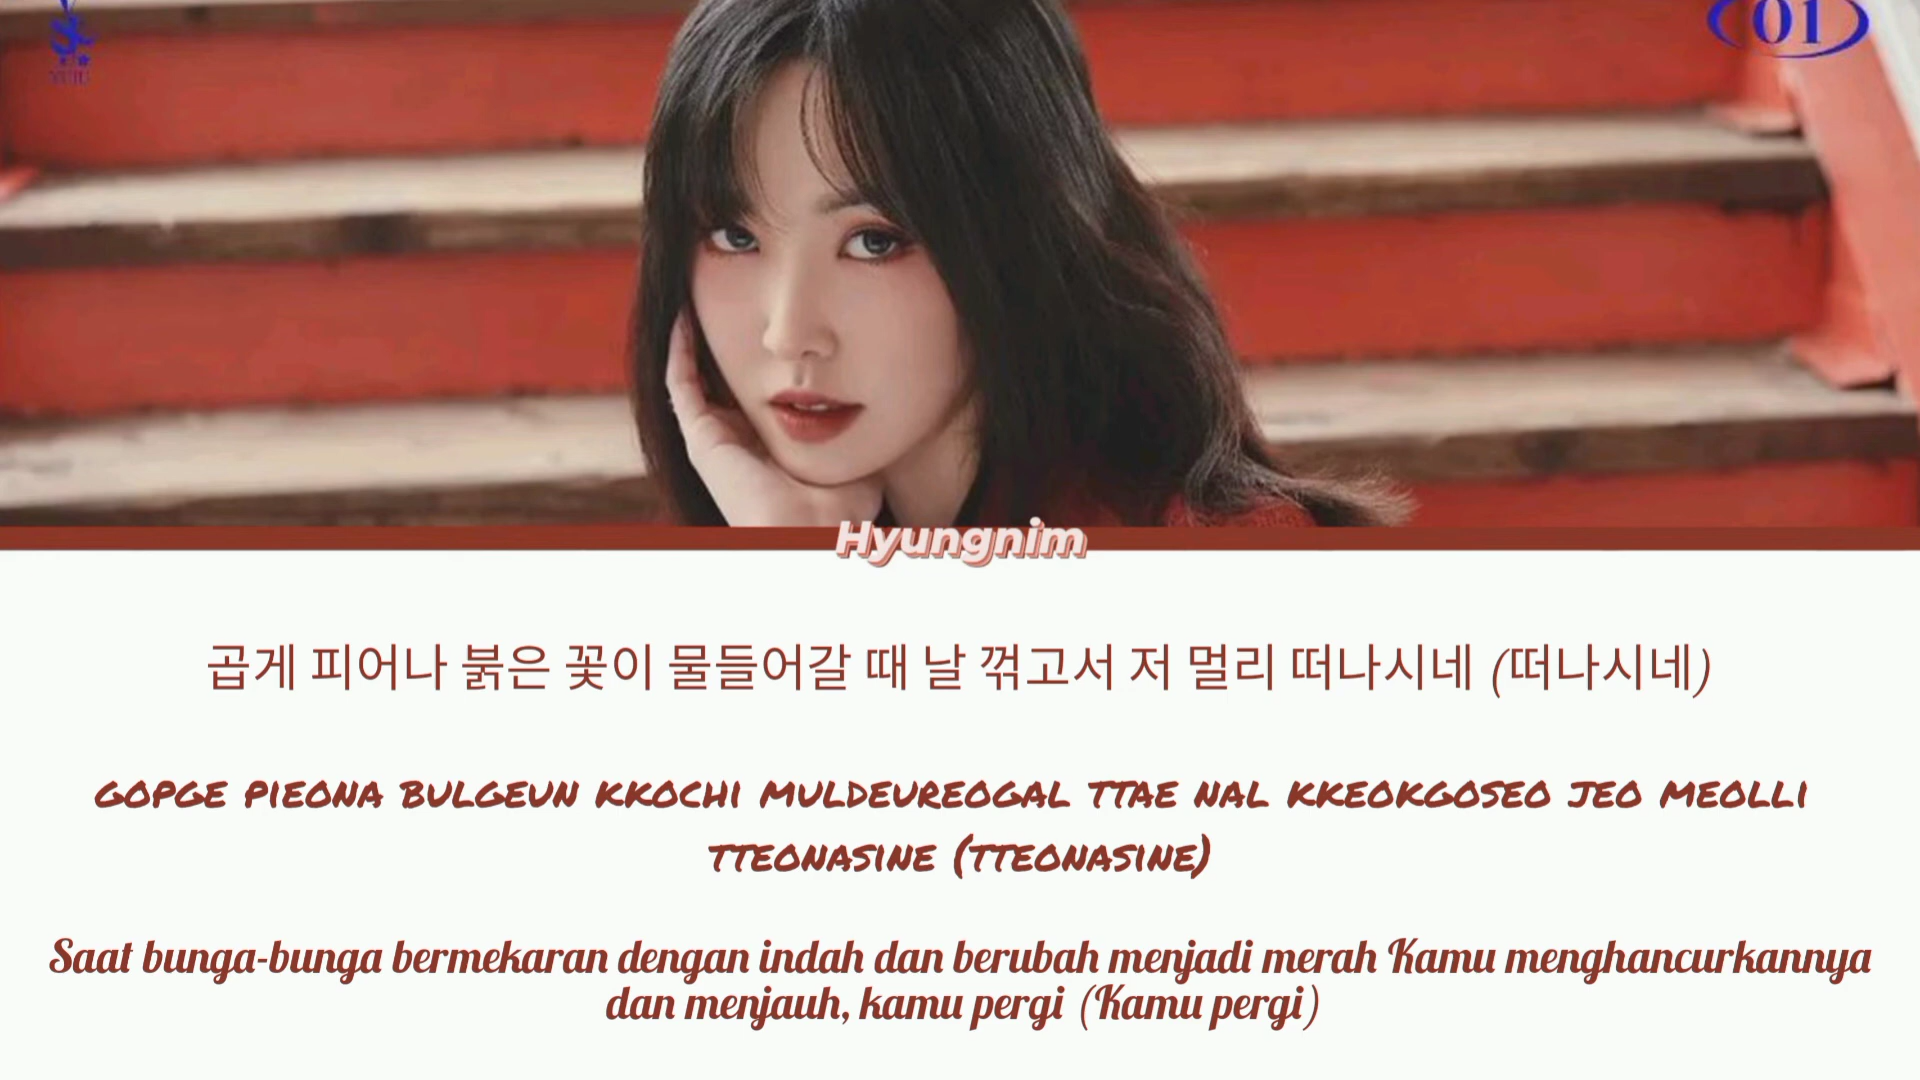 YUJU
01
Hyungnim
곱게 피어나 붉은 꽃이 물들어갈 때 날 꺾고서 저 멀리 떠나시네 (떠나시네)
GOPGE PIEONA BULGEUN KKOCHI MULDEUREOGAL TTAE NAL KKEOKGOSEO JEO MEOLLI
TTEONASINE (TTEONASINE)
Saat bunga-bunga bermekaran dengan indah dan berubah menjadi merah Kamu menghancurkannya
dan menjauh, kamu pergi (Kamu pergi)